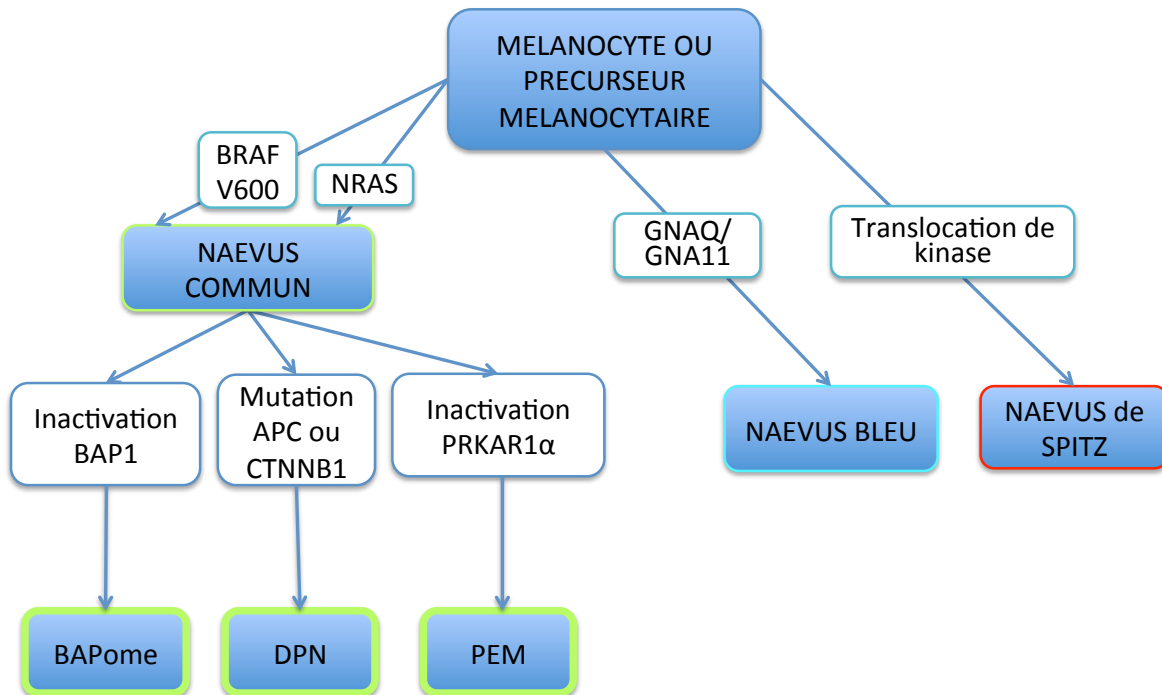 MELANOCYTE OU
PRECURSEUR
MELANOCYTAIRE
BRAF
V600
NRAS
GNAQ/
GNA11
Translocation de
kinase
NAEVUS
COMMUN
Inactivation
BAP1
Mutation
APC ou
CTNNB1
Inactivation
PRKAR1α
NAEVUS BLEU
NAEVUS de
SPITZ
BAPome
DPN
PEM